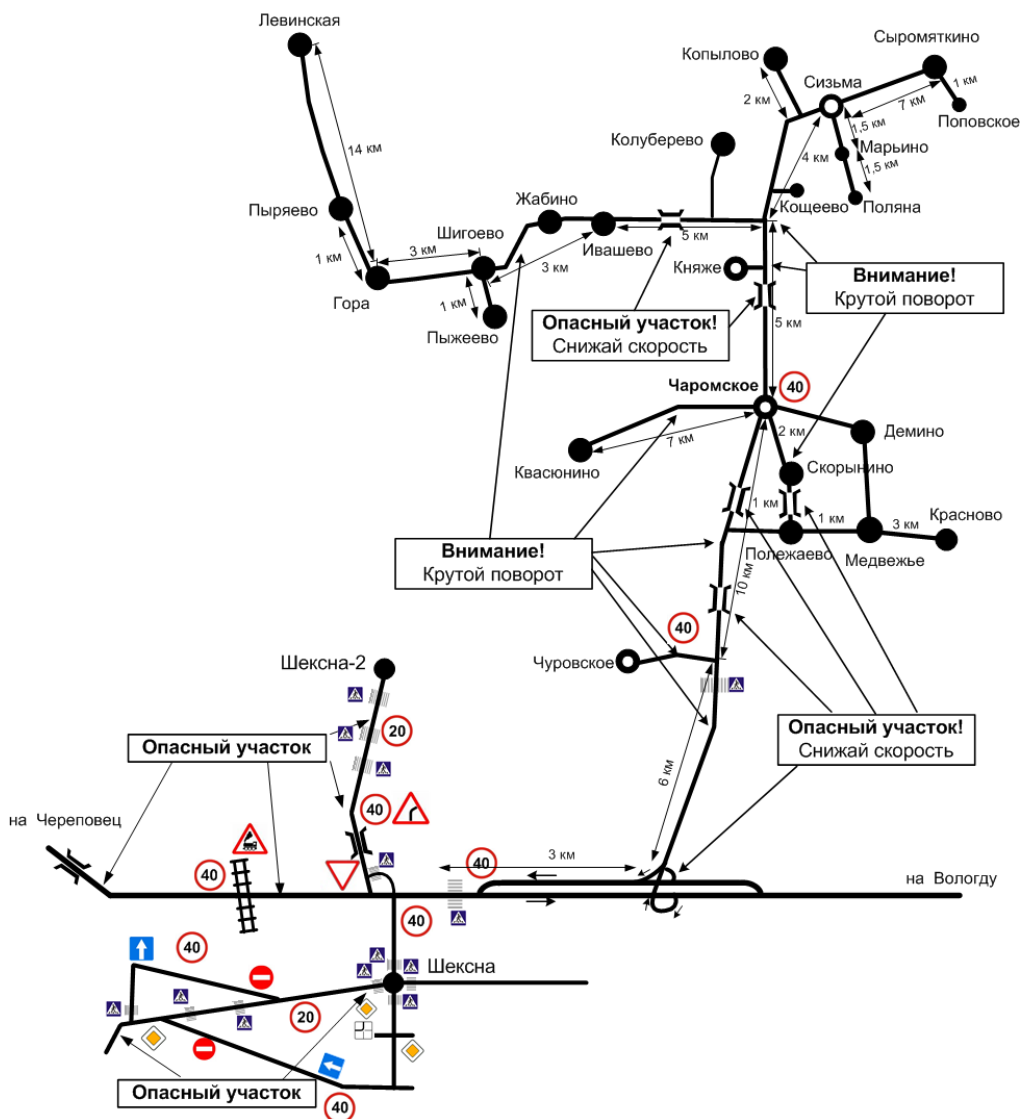 Левинская
Копылово
Сыромяткино
Сизьма
2 км
1 км
7 км
Поповское
1,5 км
Колуберево
Марьино
14 км
4 км
1,5 км
Жабино
Кощеево
Поляна
Пыряево
Шигоево
3 км
Ивашево
5 км
1 км
Княже
Внимание!
Крутой поворот
3 км
Гора
1 км
Опасный участок!
Снижай скорость
5 км
Пыжеево
Чаромское
40
2 км
Демино
7 км
Квасюнино
Скорынино
1 км
1 км
3 км
Красново
Внимание!
Крутой поворот
Полежаево
Медвежье
10 км
40
Шексна-2
Чуровское
Опасный участок
20
Опасный участок!
Снижай скорость
6 км
на Череповец
40
40
40
3 км
на Вологду
40
40
Шексна
20
Опасный участок
40